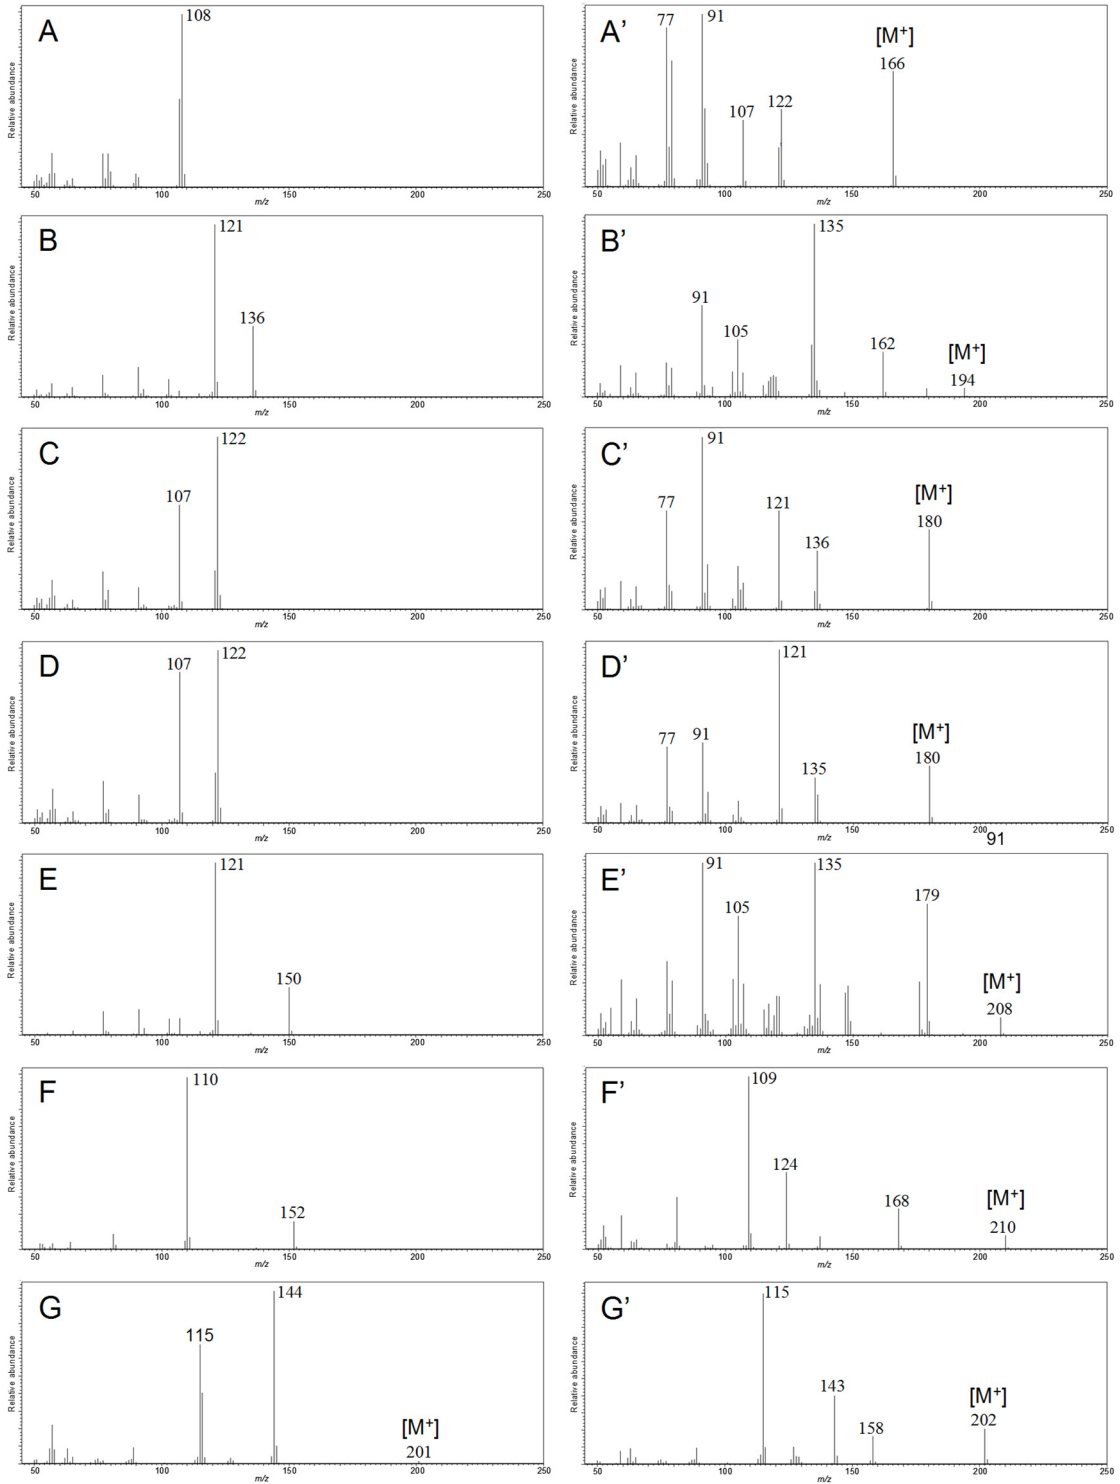 A
108
Relative abundance
50 100 150 200 250
m/z
A’
77
91
107
122
[M+]
166
Relative abundance
50 100 150 200 250
m/z
B
121
136
Relative abundance
50 100 150 200 250
m/z
B’
91
105
135
162
[M+]
194
Relative abundance
50 100 150 200 250
m/z
C
107
122
Relative abundance
50 100 150 200 250
m/z
C’
77
91
121
136
[M+]
180
Relative abundance
50 100 150 200 250
m/z
D
107
122
Relative abundance
50 100 150 200 250
m/z
D’
77
91
121
135
[M+]
180
Relative abundance
50 100 150 200 250
m/z
91
E
121
150
Relative abundance
50 100 150 200 250
m/z
E’
91
105
135
179
[M+]
208
Relative abundance
50 100 150 200 250
m/z
F
110
152
Relative abundance
50 100 150 200 250
m/z
F’
109
124
168
[M+]
210
Relative abundance
50 100 150 200 250
m/z
G
115
144
[M+]
201
Relative abundance
50 100 150 200 250
m/z
G’
115
143
158
[M+]
202
Relative abundance
50 100 150 200 250
m/z